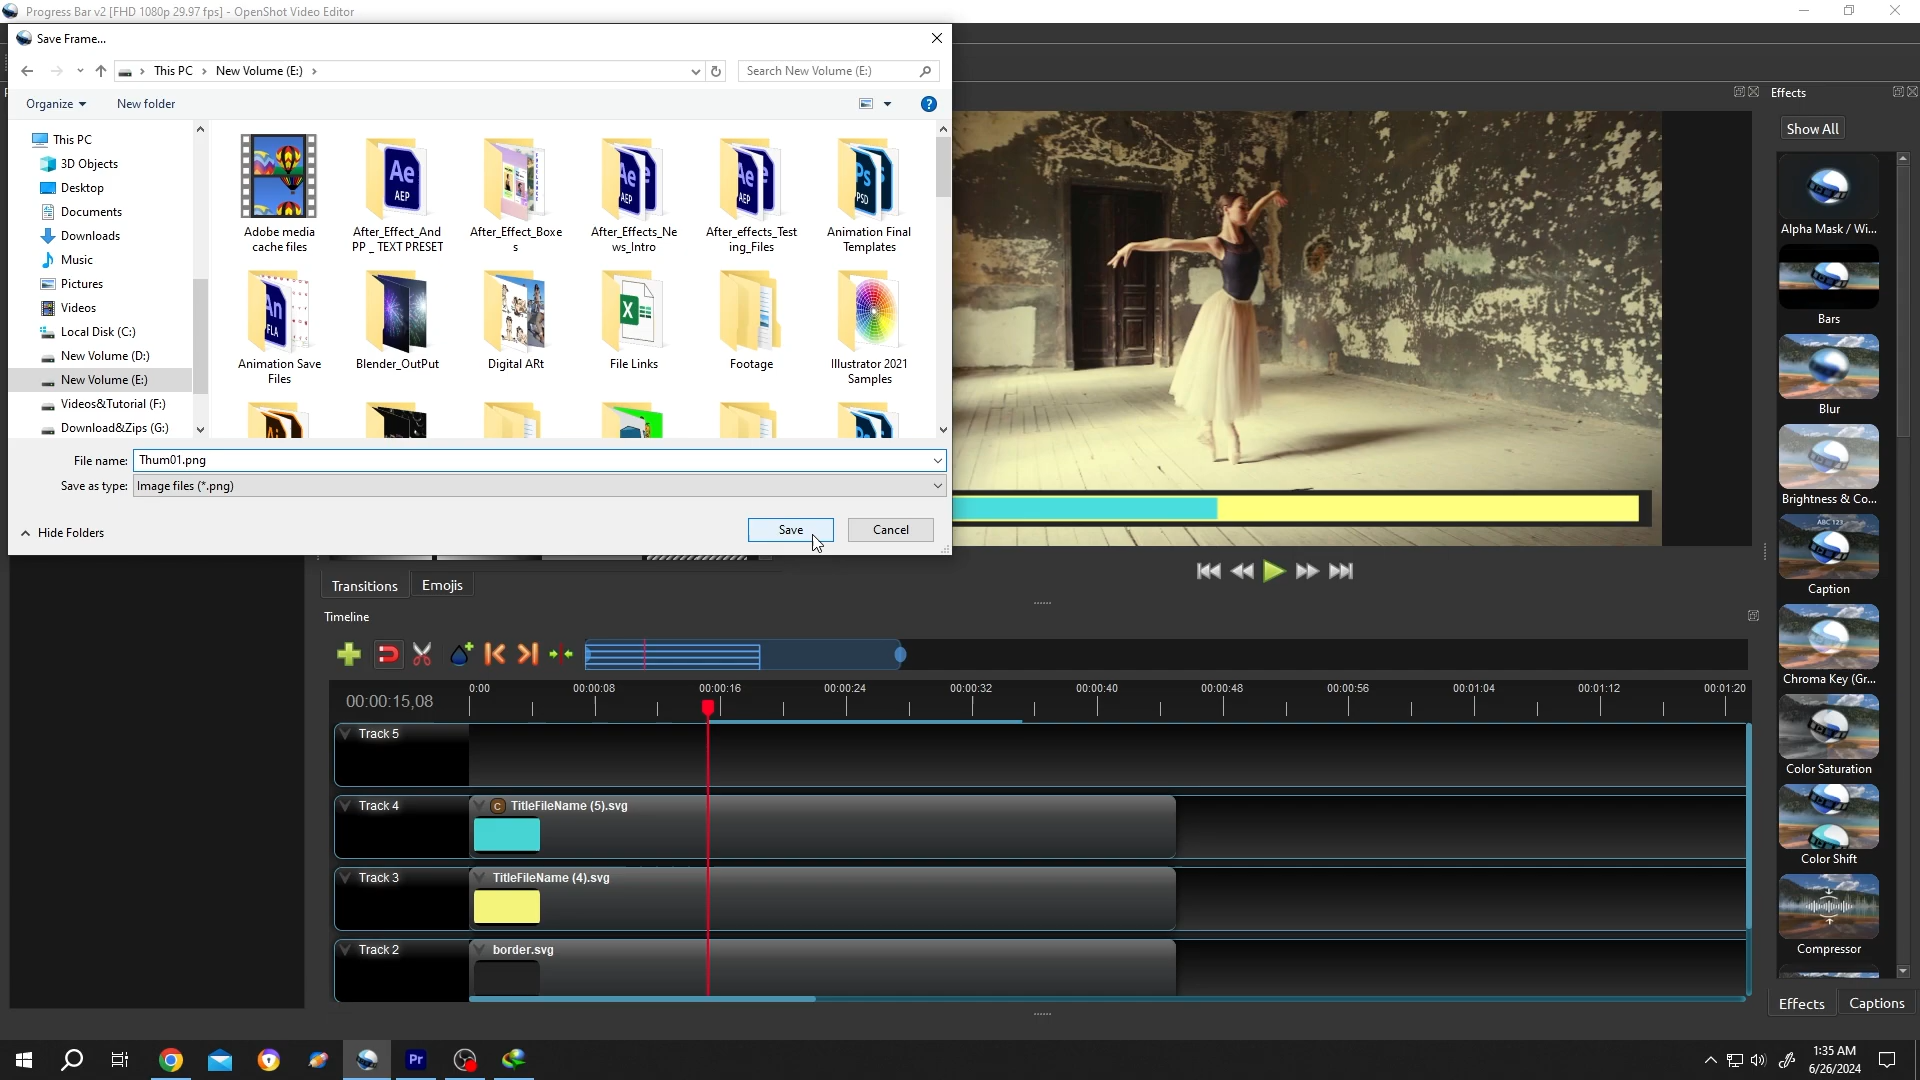 Progress Bar v2 [FHD 1080p 29.97 fps] - OpenShot Video Editor
Save Frame...
This PC
New Volume (E:)
Search New Volume (E:)
Organize
New folder
This PC
3D Objects
Desktop
Documents
Downloads
Music
Pictures
Videos
Local Disk (C:)
New Volume (D:)
New Volume (E:)
Videos&Tutorial (F:)
Download&Zips (G:)
Adobe media
cache files
After_Effect_And
PP _ TEXT PRESET
After_Effect_Boxe
s
After_Effects_Ne
ws_Intro
After_effects_Test
ing_Files
Animation Final
Templates
Animation Save
Files
Blender_OutPut
Digital ARt
File Links
Footage
Illustrator 2021
Samples
File name:
Thum01.png
Save as type:
Image files (*.png)
Hide Folders
Save
Cancel
Effects
Show All
Alpha Mask / Wi...
Bars
Blur
Brightness & Co...
ABC 123
Caption
Chroma Key (Gr...
Color Saturation
Color Shift
Compressor
Effects
Captions
Transitions
Emojis
Timeline
00:00:15,08
0:00
00:00:08
00:00:16
00:00:24
00:00:32
00:00:40
00:00:48
00:00:56
00:01:04
00:01:12
00:01:20
Track 5
Track 4
C
TitleFileName (5).svg
Track 3
TitleFileName (4).svg
Track 2
border.svg
Pr
1:35 AM
6/26/2024